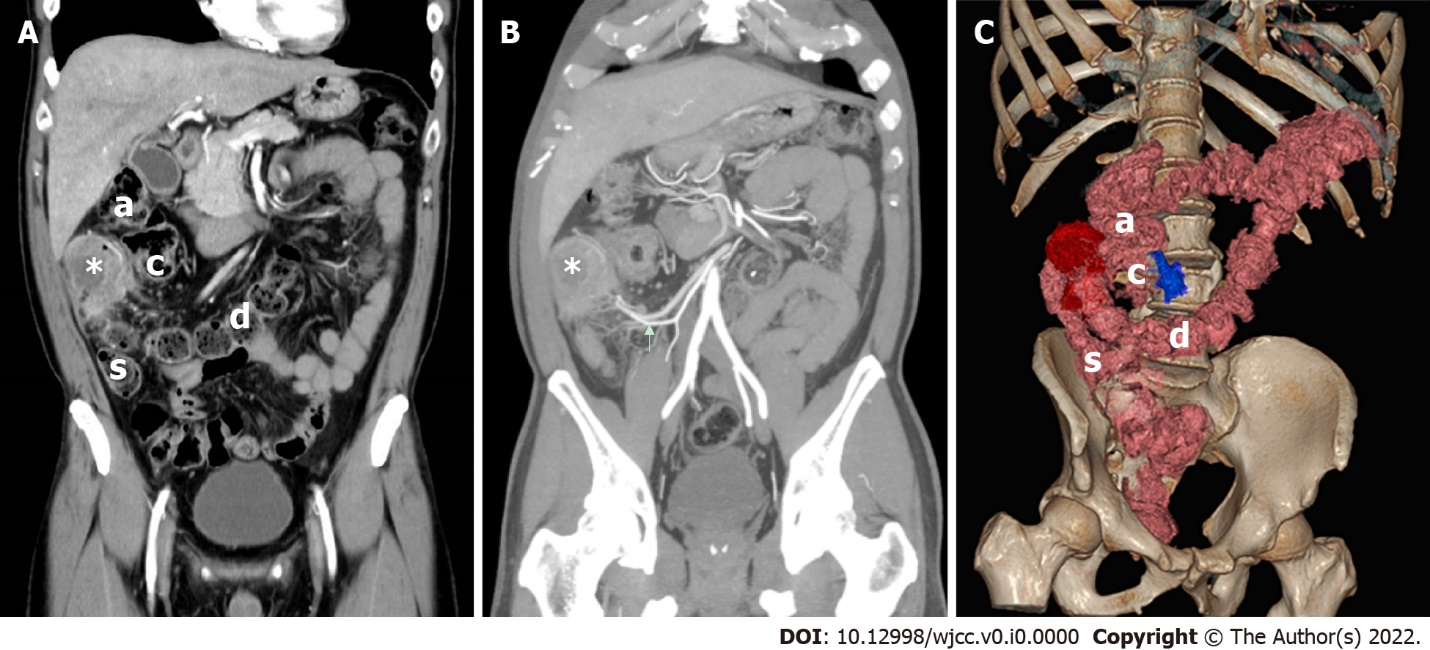 A
B
C
a
*
c
d
s
*
a
c
d
s
DOI: 10.12998/wjcc.v0.i0.0000 Copyright © The Author(s) 2022.